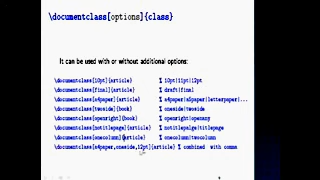 \documentclass[options]{class}
It can be used with or without additional options:
\documentclass[10pt]{article} % 10pt|11pt|12pt
\documentclass[final]{article} % draft|final
\documentclass[a4paper]{article} % a4paper|a5paper|letterpaper|...
\documentclass[twoside]{book} % oneside|twoside
\documentclass[openright]{book} % openright|openany
\documentclass[notitlepage]{article} % notitlepage|titlepage
\documentclass[onecolumn]{article} % onecolumn|twocolumn
\documentclass[a4paper,oneside,12pt]{article} % combined with comma